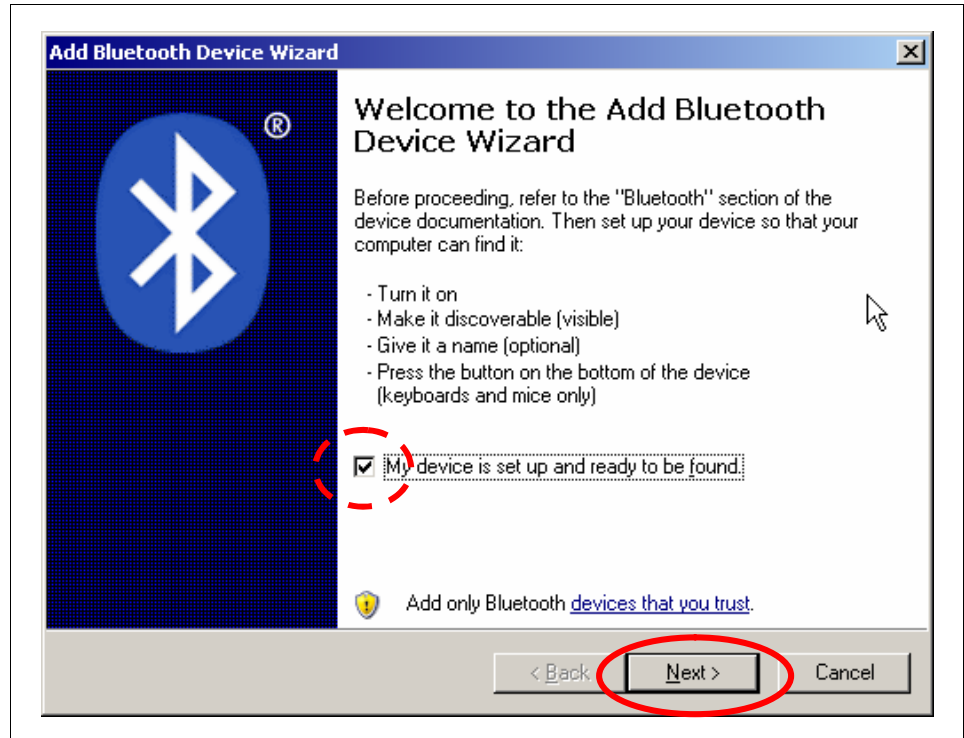 Add Bluetooth Device Wizard
®
Welcome to the Add Bluetooth
Device Wizard
Before proceeding, refer to the "Bluetooth" section of the
device documentation. Then set up your device so that your
computer can find it:
- Turn it on
- Make it discoverable (visible)
- Give it a name (optional)
- Press the button on the bottom of the device
(keyboards and mice only)
My device is set up and ready to be found.
Add only Bluetooth devices that you trust.
< Back Next > Cancel